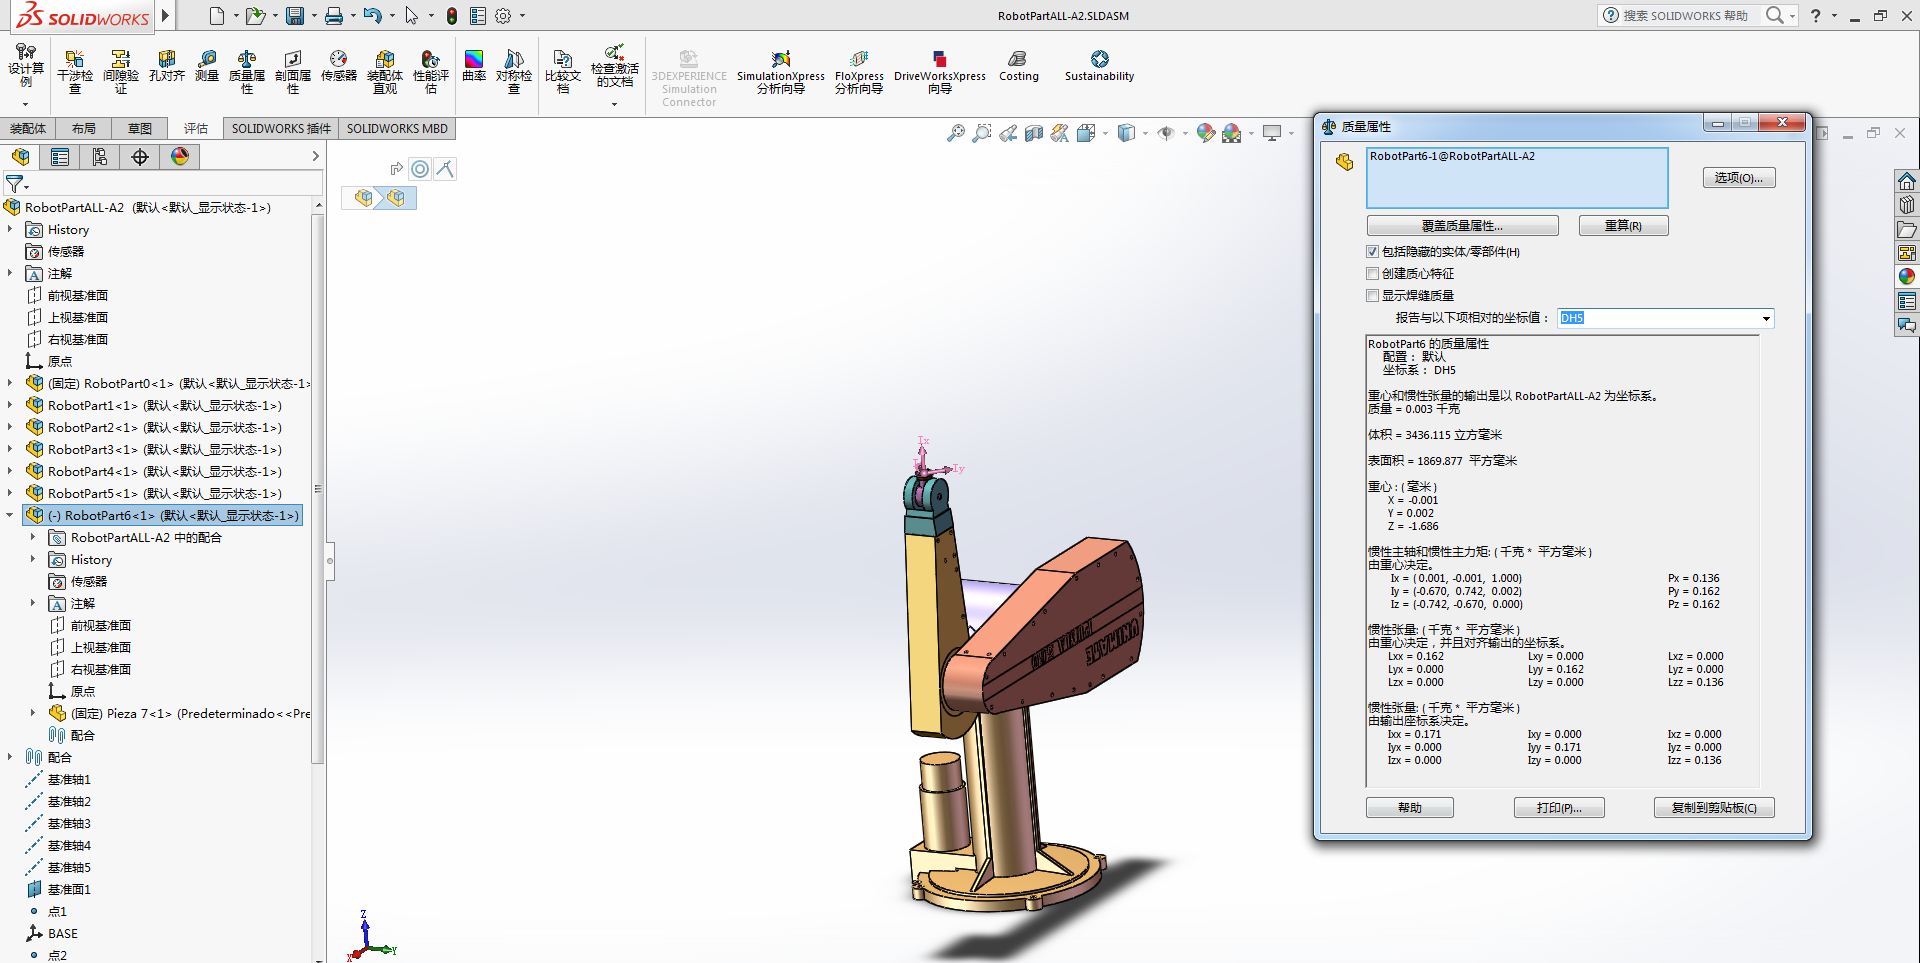 SOLIDWORKS
RobotPartALL-A2.SLDASM
搜索 SOLIDWORKS 帮助
设计算例
干涉检查
间隙验证
孔对齐
测量
质量属性
剖面属性
传感器
装配体直观
性能评估
曲率
对称检查
比较文档
检查激活的文档
3DEXPERIENCE Simulation Connector
SimulationXpress 分析向导
FloXpress 分析向导
DriveWorksXpress 向导
Costing
Sustainability
装配体
布局
草图
评估
SOLIDWORKS 插件
SOLIDWORKS MBD
RobotPartALL-A2 (默认<默认_显示状态-1>)
History
传感器
注解
前视基准面
上视基准面
右视基准面
原点
(固定) RobotPart0<1> (默认<默认_显示状态-1>
RobotPart1<1> (默认<默认_显示状态-1>)
RobotPart2<1> (默认<默认_显示状态-1>)
RobotPart3<1> (默认<默认_显示状态-1>)
RobotPart4<1> (默认<默认_显示状态-1>)
RobotPart5<1> (默认<默认_显示状态-1>)
(-) RobotPart6<1> (默认<默认_显示状态-1>)
RobotPartALL-A2 中的配合
History
传感器
注解
前视基准面
上视基准面
右视基准面
原点
(固定) Pieza 7<1> (Predeterminado<<Pre
配合
配合
基准轴1
基准轴2
基准轴3
基准轴4
基准轴5
基准面1
点1
BASE
点2
Ix
Iy
UNIMATE
Z
Y
X
质量属性
RobotPart6-1@RobotPartALL-A2
选项(O)...
覆盖质量属性...
重算(R)
包括隐藏的实体/零部件(H)
创建质心特征
显示焊缝质量
报告与以下项相对的坐标值：
DH5
RobotPart6 的质量属性
配置： 默认
坐标系： DH5
重心和惯性张量的输出是以 RobotPartALL-A2 为坐标系。
质量 = 0.003 千克
体积 = 3436.115 立方毫米
表面积 = 1869.877 平方毫米
重心 : ( 毫米 )
X = -0.001
Y = 0.002
Z = -1.686
惯性主轴和惯性主力矩: ( 千克 * 平方毫米 )
由重心决定。
Ix = ( 0.001, -0.001, 1.000) Px = 0.136
Iy = (-0.670, 0.742, 0.002) Py = 0.162
Iz = (-0.742, -0.670, 0.000) Pz = 0.162
惯性张量: ( 千克 * 平方毫米 )
由重心决定，并且对齐输出的坐标系。
Lxx = 0.162 Lxy = 0.000 Lxz = 0.000
Lyx = 0.000 Lyy = 0.162 Lyz = 0.000
Lzx = 0.000 Lzy = 0.000 Lzz = 0.136
惯性张量: ( 千克 * 平方毫米 )
由输出座标系决定。
Ixx = 0.171 Ixy = 0.000 Ixz = 0.000
Iyx = 0.000 Iyy = 0.171 Iyz = 0.000
Izx = 0.000 Izy = 0.000 Izz = 0.136
帮助
打印(P)...
复制到剪贴板(C)